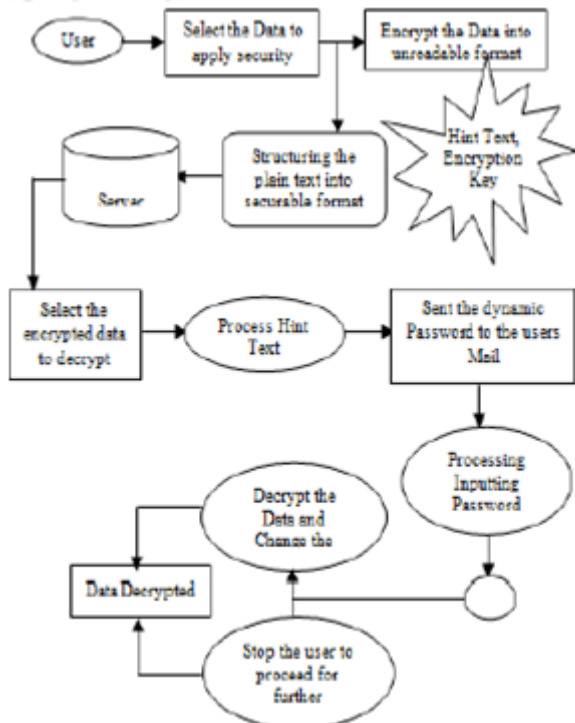 User
Select the Data to
apply security
Encrypt the Data into
unreadable format
Hint Text,
Encryption
Key
Structuring the
plain text into
securable format
Server
Select the
encrypted data
to decrypt
Process Hint
Text
Sent the dynamic
Password to the users
Mail
Processing
Inputting
Password
Decrypt the
Data and
Change the
Data Decrypted
Stop the user to
proceed for
further